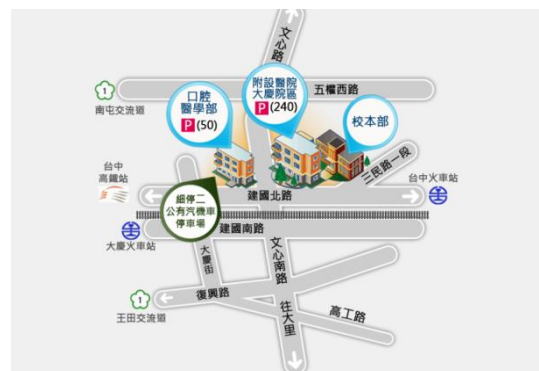 文心路
1
南屯交流道
五權西路
口腔
醫學部
P(50)
附設醫院
大慶院區
P(240)
校本部
三民路一段
台中
高鐵站
建國北路
台中火車站
細停二
公有汽機車
停車場
建國南路
大慶火車站
大慶街
文心南路
復興路
1
王田交流道
往大里
高工路